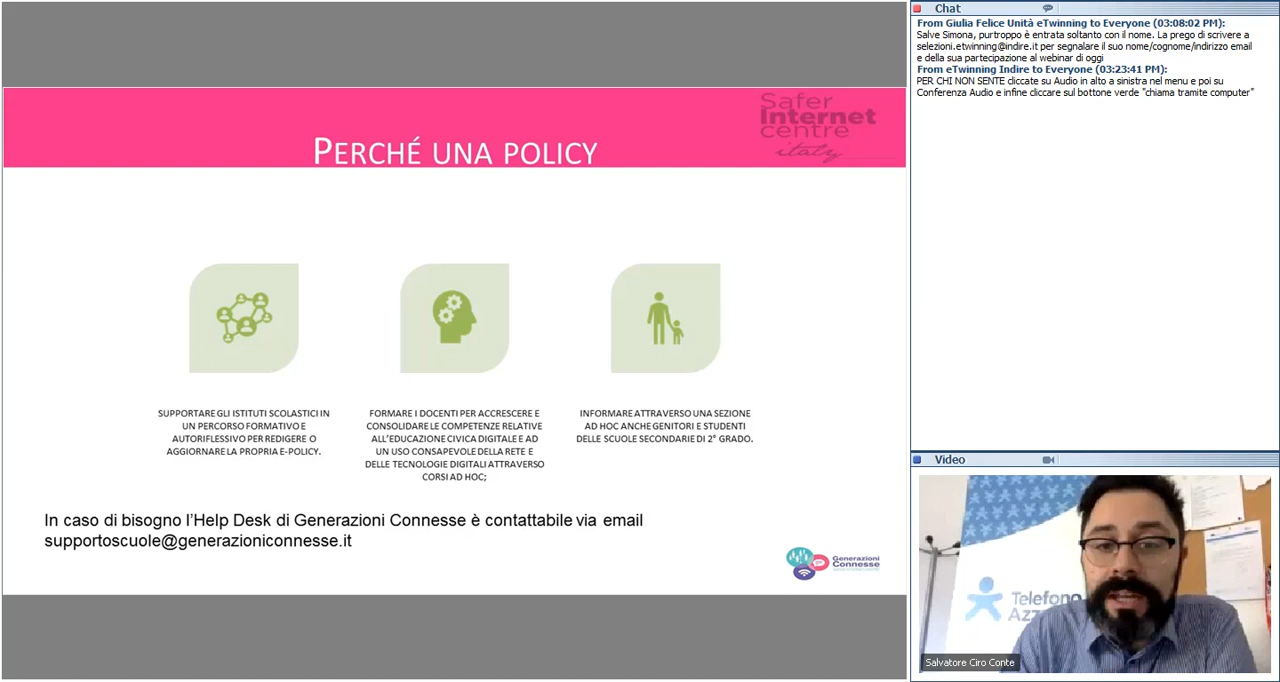 Safer
Internet
centre
italy
PERCHÉ UNA POLICY
SUPPORTARE GLI ISTITUTI SCOLASTICI IN
UN PERCORSO FORMATIVO E
AUTORIFLESSIVO PER REDIGERE O
AGGIORNARE LA PROPRIA E-POLICY.
FORMARE I DOCENTI PER ACCRESCERE E
CONSOLIDARE LE COMPETENZE RELATIVE
ALL'EDUCAZIONE CIVICA DIGITALE E AD
UN USO CONSAPEVOLE DELLA RETE E
DELLE TECNOLOGIE DIGITALI ATTRAVERSO
CORSI AD HOC;
INFORMARE ATTRAVERSO UNA SEZIONE
AD HOC ANCHE GENITORI E STUDENTI
DELLE SCUOLE SECONDARIE DI 2° GRADO.
In caso di bisogno l'Help Desk di Generazioni Connesse è contattabile via email
supportoscuole@generazioniconnesse.it
Generazioni
Connesse
Chat
From Giulia Felice Unità eTwinning to Everyone (03:08:02 PM):
Salve Simona, purtroppo è entrata soltanto con il nome. La prego di scrivere a
selezioni.etwinning@indire.it per segnalare il suo nome/cognome/indirizzo email
e della sua partecipazione al webinar di oggi
From eTwinning Indire to Everyone (03:23:41 PM):
PER CHI NON SENTE cliccate su Audio in alto a sinistra nel menu e poi su
Conferenza Audio e infine cliccare sul bottone verde "chiama tramite computer"
Video
Telefono
Azz
Salvatore Ciro Conte